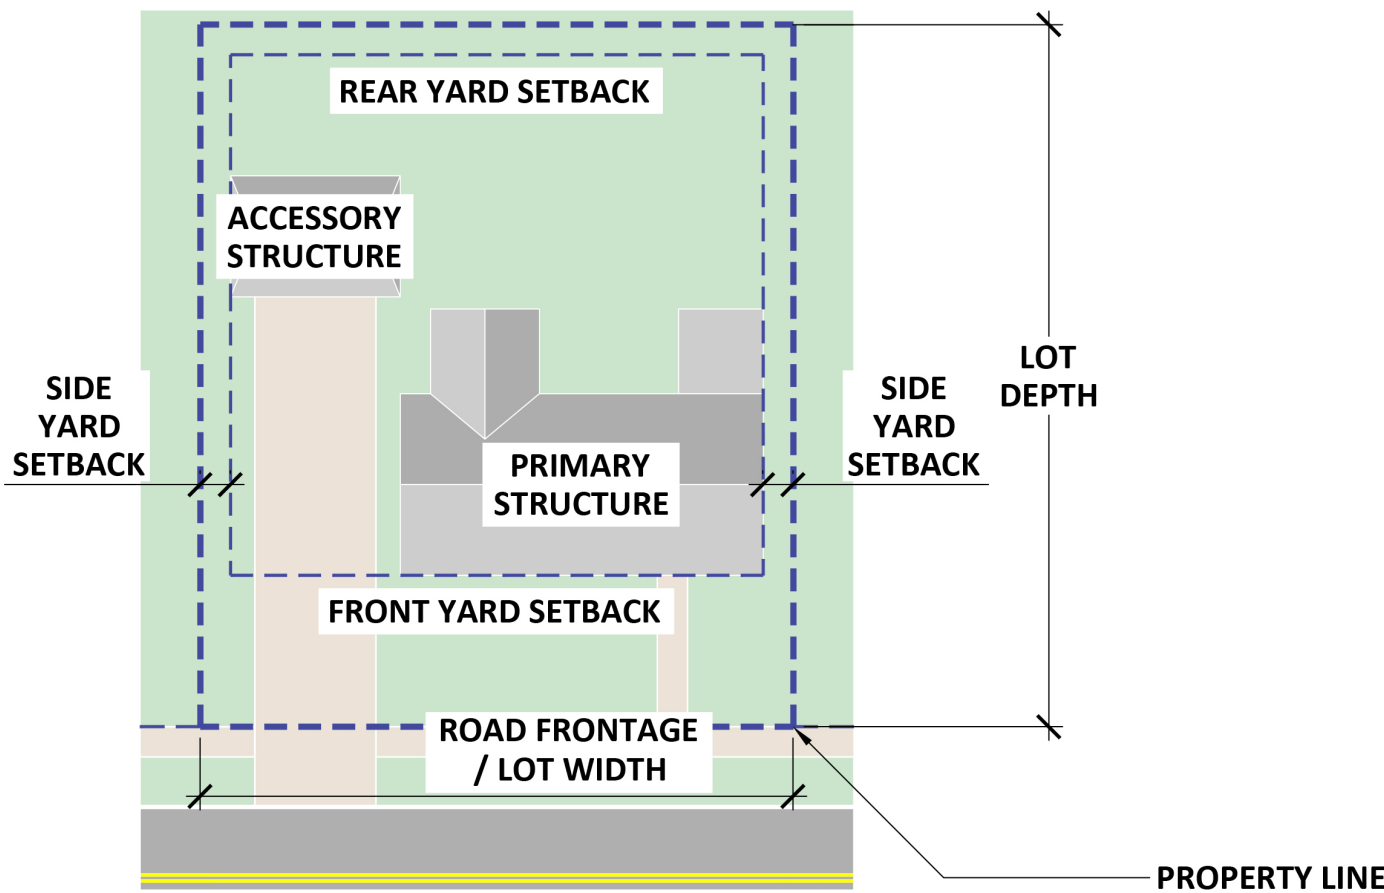 REAR YARD SETBACK
ACCESSORY
STRUCTURE
LOT
DEPTH
SIDE
YARD
SETBACK
SIDE
YARD
SETBACK
PRIMARY
STRUCTURE
FRONT YARD SETBACK
ROAD FRONTAGE
/ LOT WIDTH
PROPERTY LINE